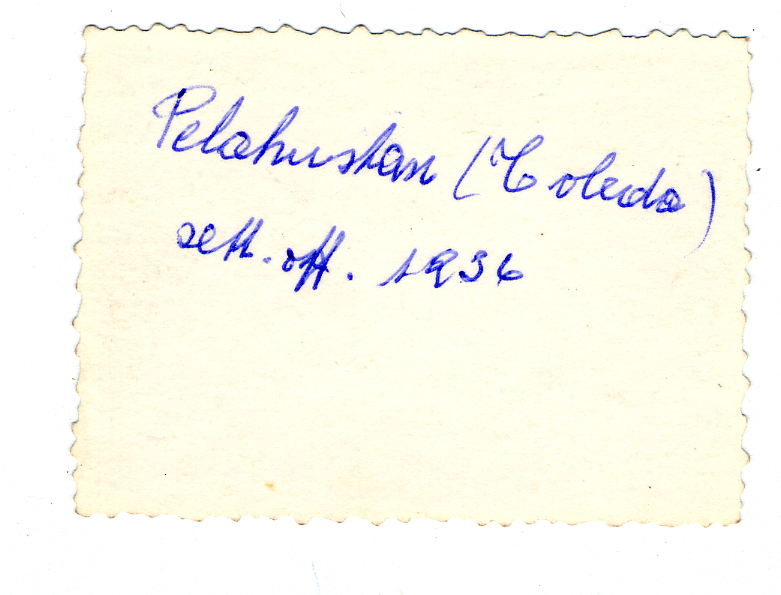 Pelahustan (Toledo)
sett. ott. 1936